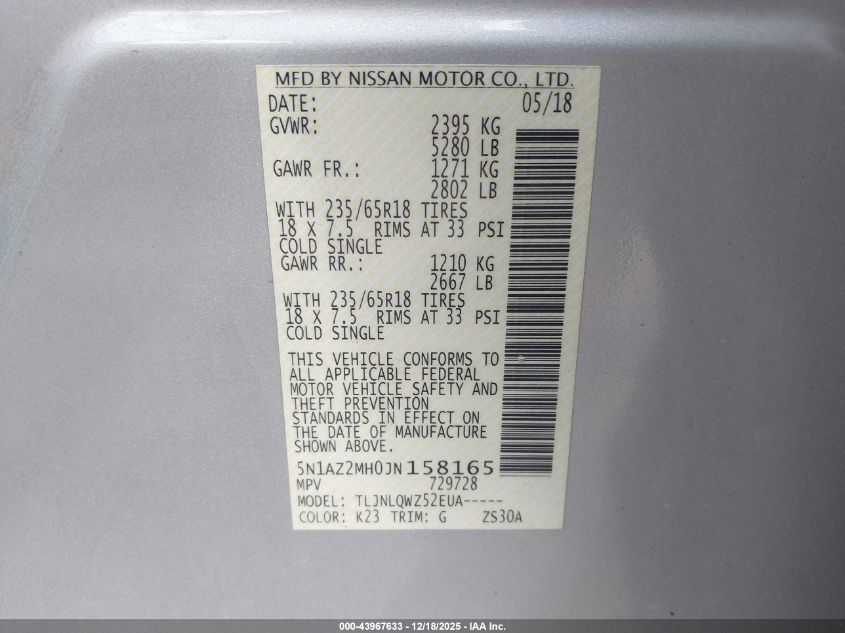 MFD BY NISSAN MOTOR CO., LTD.
DATE: 05/18
GVWR: 2395 KG
5280 LB
GAWR FR.: 1271 KG
2802 LB
WITH 235/65R18 TIRES
18 X 7.5 RIMS AT 33 PSI
COLD SINGLE
GAWR RR.: 1210 KG
2667 LB
WITH 235/65R18 TIRES
18 X 7.5 RIMS AT 33 PSI
COLD SINGLE
THIS VEHICLE CONFORMS TO
ALL APPLICABLE FEDERAL
MOTOR VEHICLE SAFETY AND
THEFT PREVENTION
STANDARDS IN EFFECT ON
THE DATE OF MANUFACTURE
SHOWN ABOVE.
5N1AZ2MH0JN158165
MPV 729728
MODEL: TLJNLQWZ52EUA-----
COLOR: K23 TRIM: G ZS30A
000-43967633 - 12/18/2025 - IAA Inc.